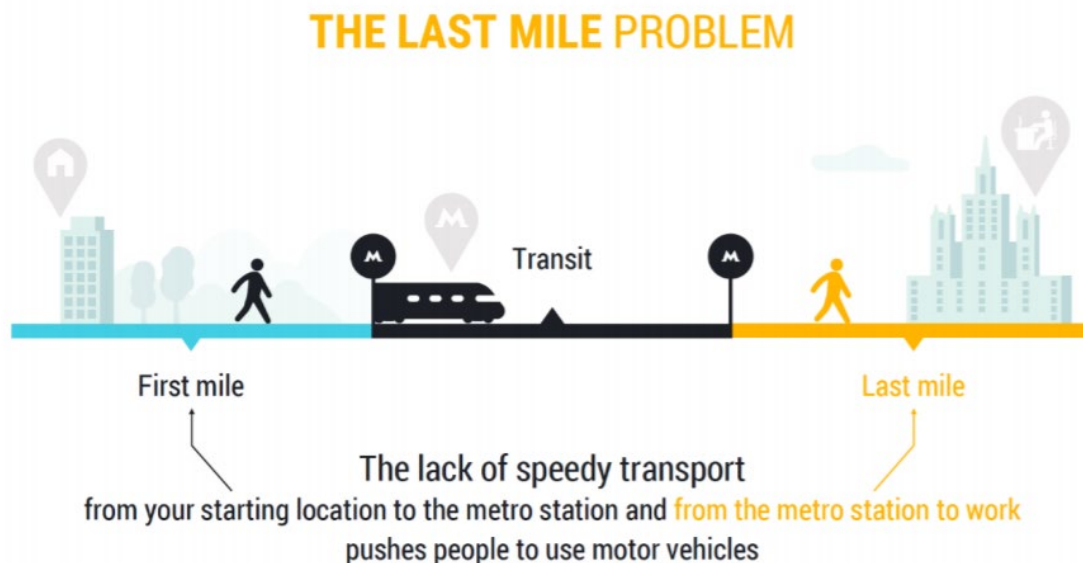 THE LAST MILE PROBLEM
M
M
Transit
M
First mile
Last mile
The lack of speedy transport
from your starting location to the metro station and from the metro station to work
pushes people to use motor vehicles